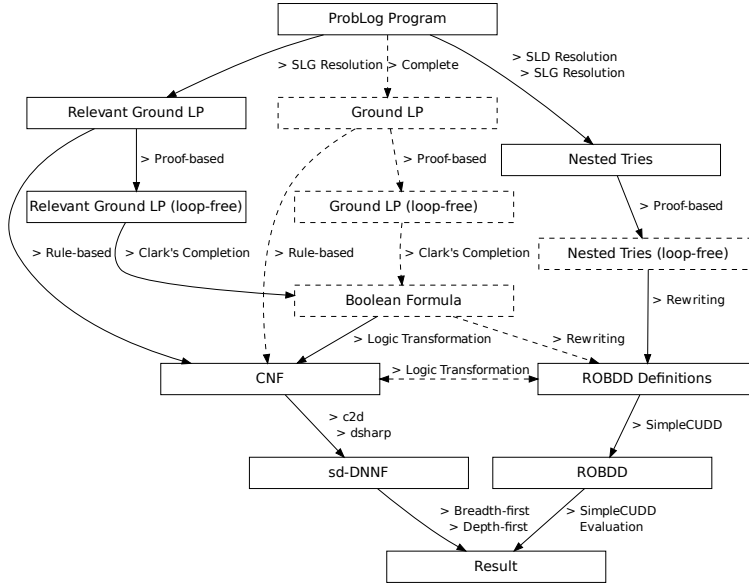 ProbLog Program
> SLG Resolution
> Complete
> SLD Resolution
> SLG Resolution
Relevant Ground LP
Ground LP
> Proof-based
> Proof-based
Nested Tries
Relevant Ground LP (loop-free)
Ground LP (loop-free)
> Proof-based
> Rule-based
> Clark's Completion
> Rule-based
> Clark's Completion
Nested Tries (loop-free)
Boolean Formula
> Rewriting
> Logic Transformation
> Rewriting
CNF
> Logic Transformation
ROBDD Definitions
> c2d
> dsharp
> SimpleCUDD
sd-DNNF
ROBDD
> Breadth-first
> Depth-first
> SimpleCUDD
Evaluation
Result